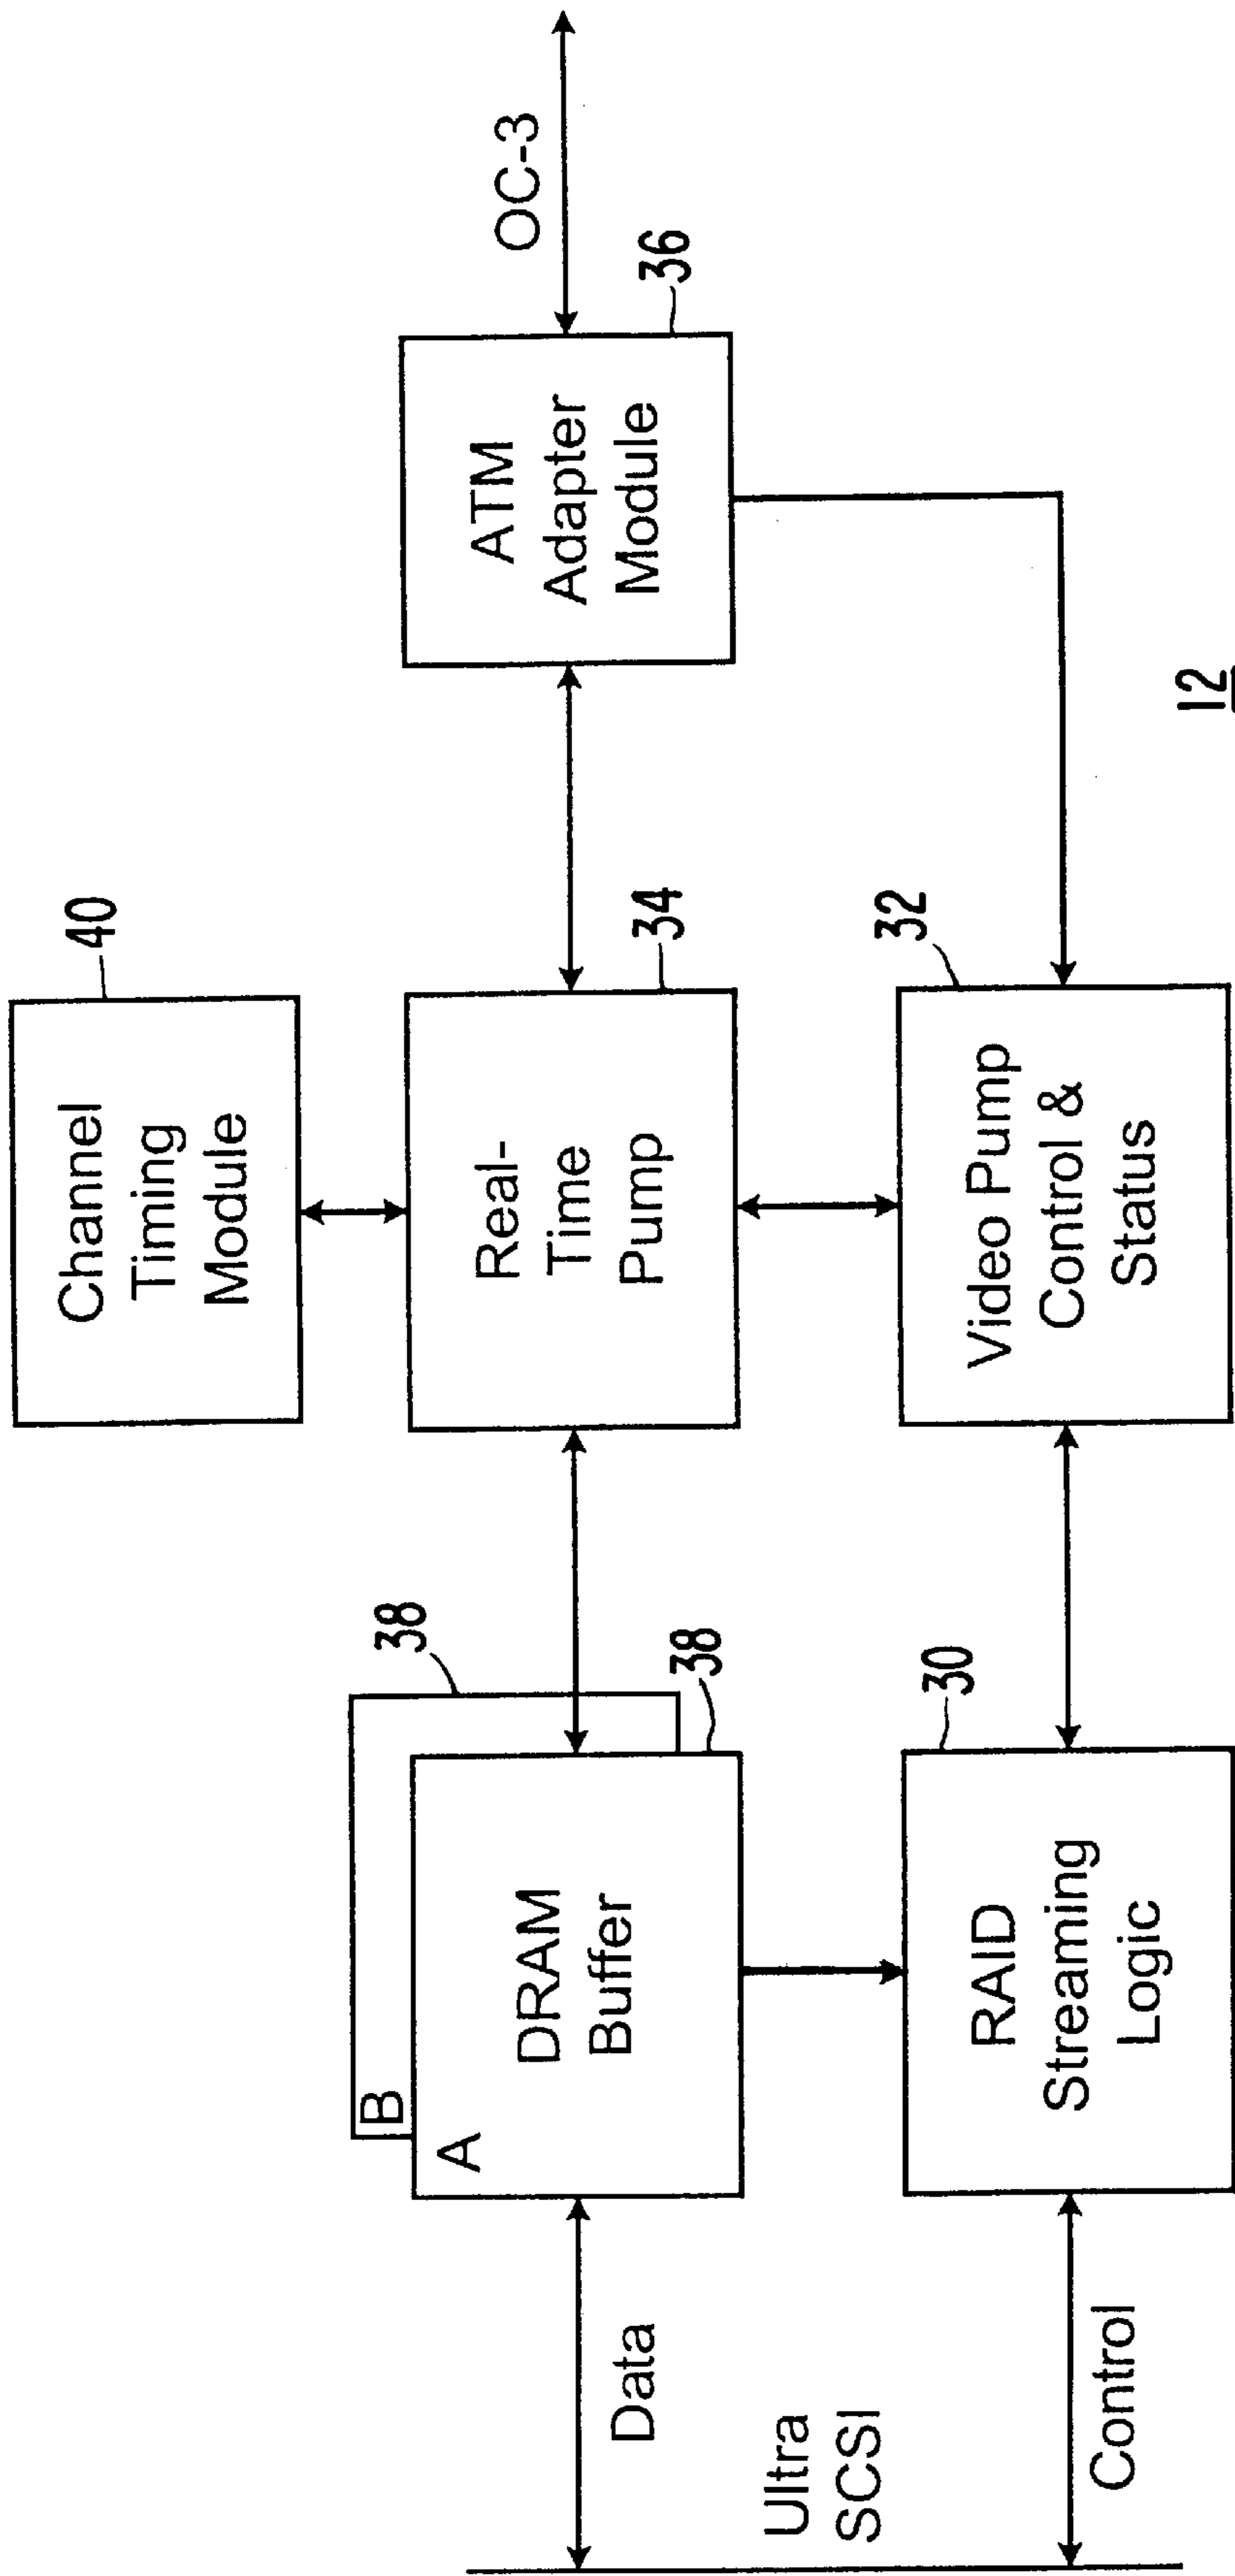 40
Channel
Timing
Module
OC-3
38
B
A
DRAM
Buffer
38
Real-
Time
Pump
34
ATM
Adapter
Module
36
Data
Ultra
SCSI
30
RAID
Streaming
Logic
32
Video Pump
Control &
Status
Control
12